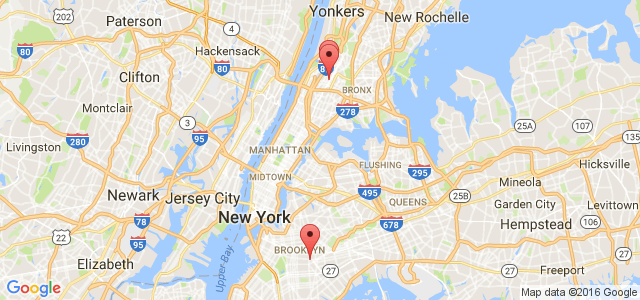 202
Paterson
Yonkers
New Rochelle
80
Hackensack
80
Clifton
BRONX
Montclair
3
278
25A
107
135
Livingston
280
95
MANHATTAN
FLUSHING
295
Hicksville
MIDTOWN
495
Mineola
Newark
Jersey City
QUEENS
25B
Garden City
Levittown
78
New York
678
Hempstead
22
95
Upper Bay
BROOKLYN
Elizabeth
27
27
Freeport
Google
Map data ©2016 Google